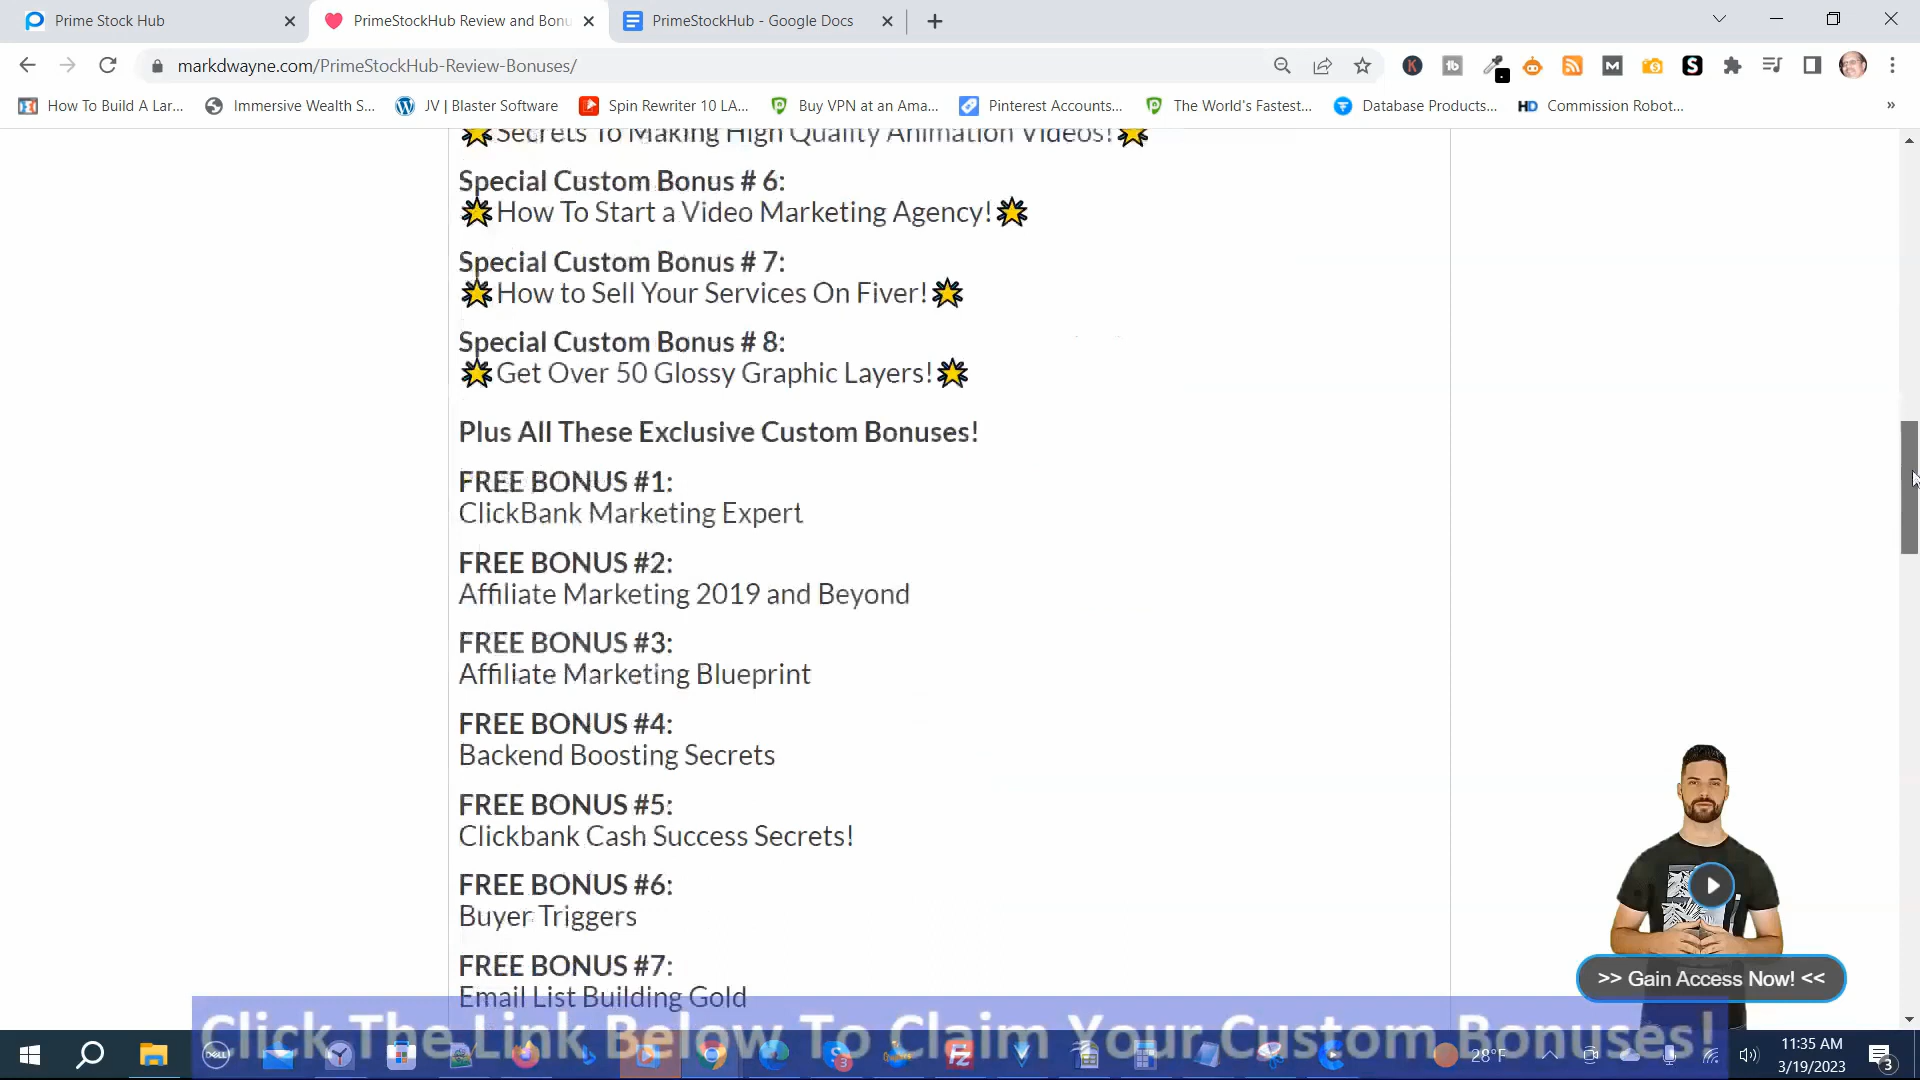 Prime Stock Hub
PrimeStockHub Review and Bonu
PrimeStockHub - Google Docs
markdwayne.com/PrimeStockHub-Review-Bonuses/
How To Build A Lar...
Immersive Wealth S...
JV | Blaster Software
Spin Rewriter 10 LA...
Buy VPN at an Ama...
Pinterest Accounts...
The World's Fastest...
Database Products...
HD Commission Robot...
Secrets To Making High Quality Animation Videos!
Special Custom Bonus # 6:
How To Start a Video Marketing Agency!
Special Custom Bonus # 7:
How to Sell Your Services On Fiver!
Special Custom Bonus # 8:
Get Over 50 Glossy Graphic Layers!
Plus All These Exclusive Custom Bonuses!
FREE BONUS #1:
ClickBank Marketing Expert
FREE BONUS #2:
Affiliate Marketing 2019 and Beyond
FREE BONUS #3:
Affiliate Marketing Blueprint
FREE BONUS #4:
Backend Boosting Secrets
FREE BONUS #5:
Clickbank Cash Success Secrets!
FREE BONUS #6:
Buyer Triggers
FREE BONUS #7:
Email List Building Gold
>> Gain Access Now! <<
Click The Link Below To Claim Your Custom Bonuses!
28°F
11:35 AM
3/19/2023
3